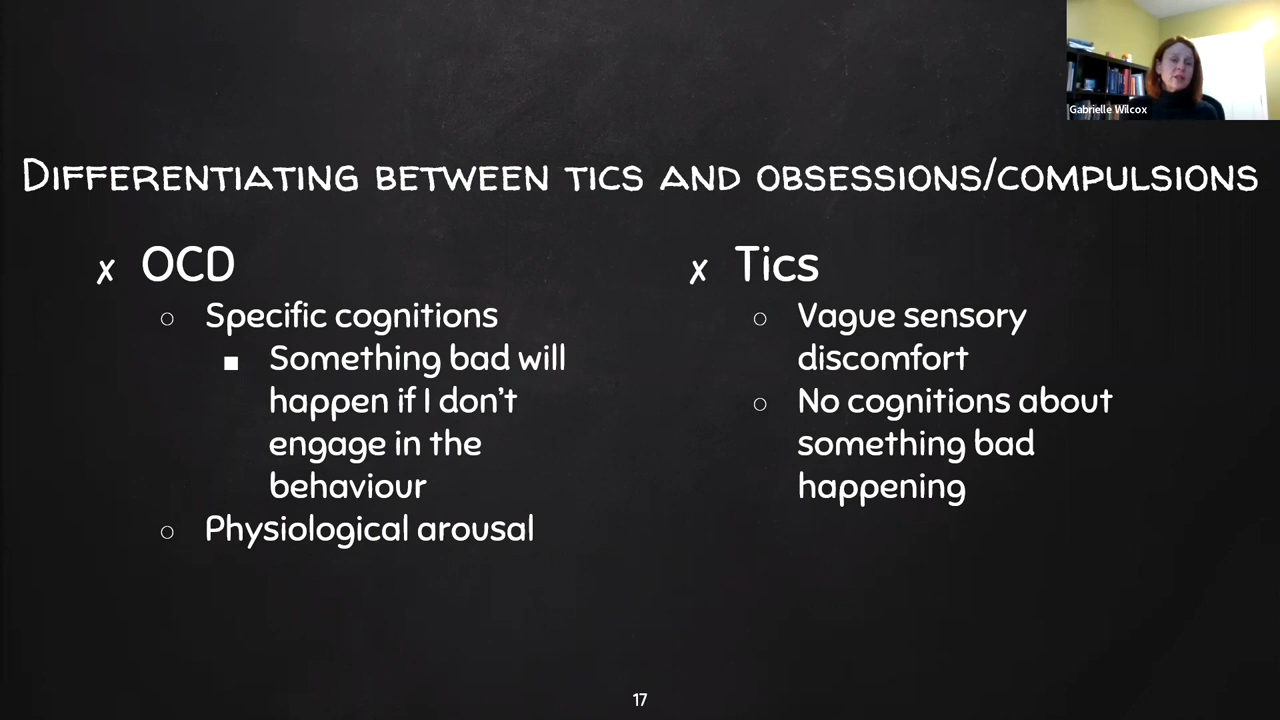 Gabrielle Wilcox
Differentiating between tics and obsessions/compulsions
x OCD
○ Specific cognitions
■ Something bad will
happen if I don't
engage in the
behaviour
○ Physiological arousal
x Tics
○ Vague sensory
discomfort
○ No cognitions about
something bad
happening
17